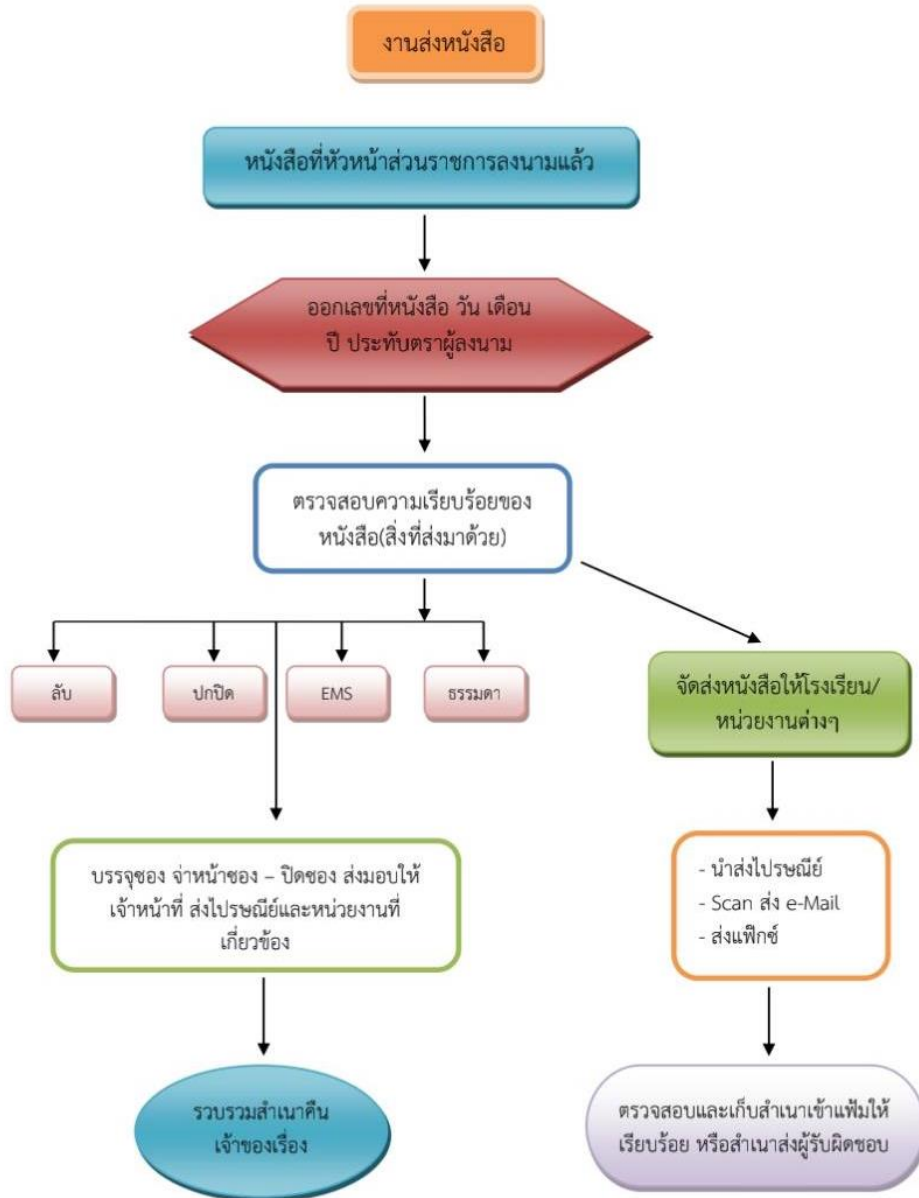 งานส่งหนังสือ
หนังสือที่หัวหน้าส่วนราชการลงนามแล้ว
ออกเลขที่หนังสือ วัน เดือน
ปี ประทับตราผู้ลงนาม
ตรวจสอบความเรียบร้อยของ
หนังสือ(สิ่งที่ส่งมาด้วย)
ลับ
ปกปิด
EMS
ธรรมดา
จัดส่งหนังสือให้โรงเรียน/
หน่วยงานต่างๆ
บรรจุซอง จ่าหน้าซอง – ปิดซอง ส่งมอบให้
เจ้าหน้าที่ ส่งไปรษณีย์และหน่วยงานที่
เกี่ยวข้อง
- นำส่งไปรษณีย์
- Scan ส่ง e-Mail
- ส่งแฟ๊กซ์
รวบรวมสำเนาคืน
เจ้าของเรื่อง
ตรวจสอบและเก็บสำเนาเข้าแฟ้มให้
เรียบร้อย หรือสำเนาส่งผู้รับผิดชอบ